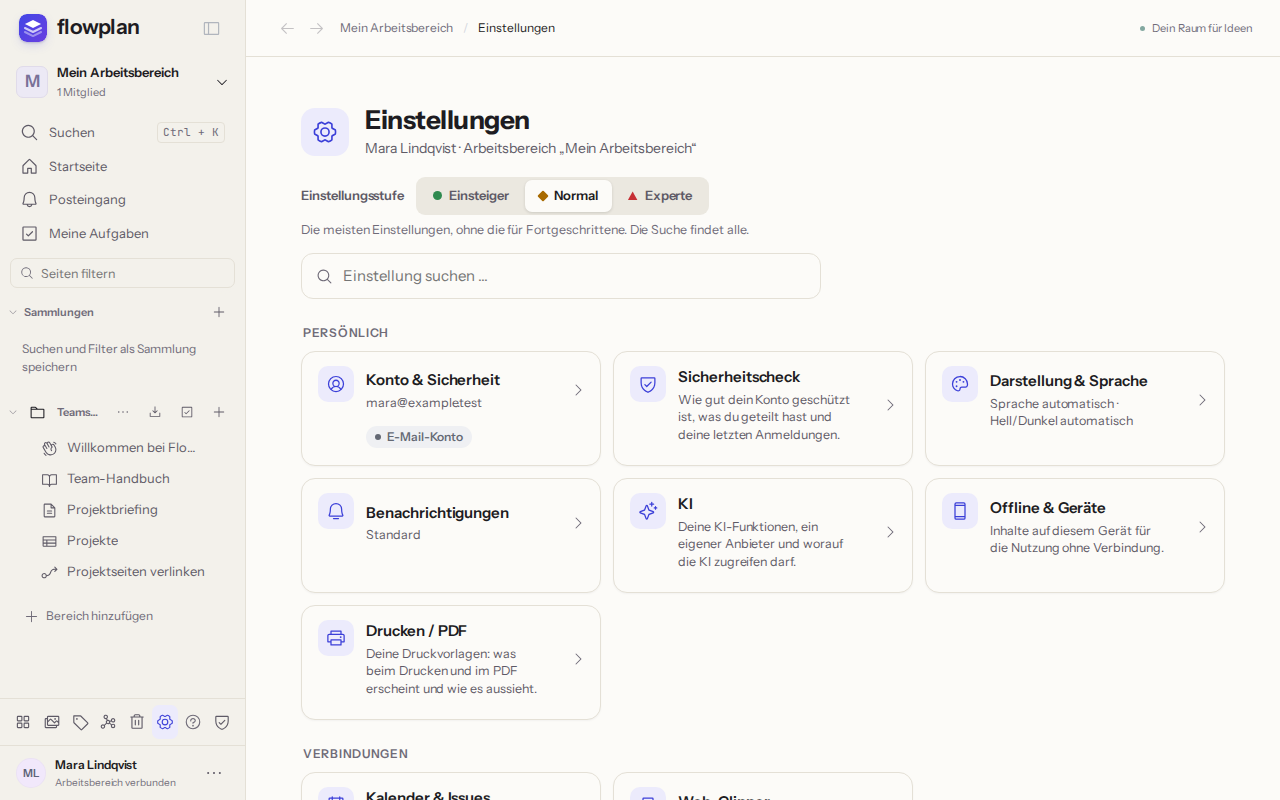 flowplan
Mein Arbeitsbereich / Einstellungen
Dein Raum für Ideen
M
Mein Arbeitsbereich
1 Mitglied
Suchen
Ctrl + K
Startseite
Posteingang
Meine Aufgaben
Seiten filtern
Sammlungen
Suchen und Filter als Sammlung
speichern
Teams...
Willkommen bei Flo...
Team-Handbuch
Projektbriefing
Projekte
Projektseiten verlinken
Bereich hinzufügen
ML
Mara Lindqvist
Arbeitsbereich verbunden
Einstellungen
Mara Lindqvist · Arbeitsbereich „Mein Arbeitsbereich“
Einstellungsstufe
Einsteiger
Normal
Experte
Die meisten Einstellungen, ohne die für Fortgeschrittene. Die Suche findet alle.
Einstellung suchen ...
PERSÖNLICH
Konto & Sicherheit
mara@exampletest
E-Mail-Konto
Sicherheitscheck
Wie gut dein Konto geschützt
ist, was du geteilt hast und
deine letzten Anmeldungen.
Darstellung & Sprache
Sprache automatisch ·
Hell/Dunkel automatisch
Benachrichtigungen
Standard
KI
Deine KI-Funktionen, ein
eigener Anbieter und worauf
die KI zugreifen darf.
Offline & Geräte
Inhalte auf diesem Gerät für
die Nutzung ohne Verbindung.
Drucken / PDF
Deine Druckvorlagen: was
beim Drucken und im PDF
erscheint und wie es aussieht.
VERBINDUNGEN
Kalender & Issues
Web-Clipper